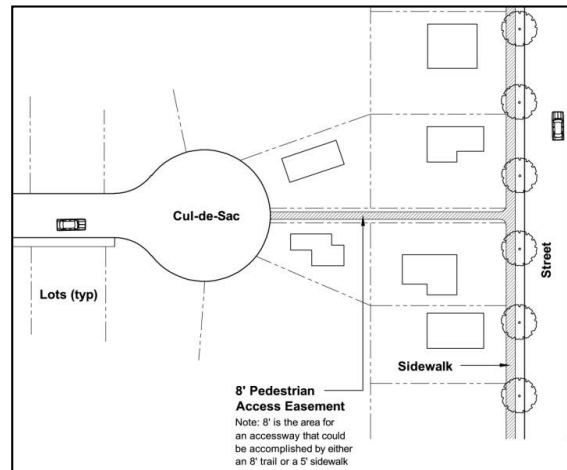 Cul-de-Sac
Lots (typ)
Street
Sidewalk
8' Pedestrian
Access Easement
Note: 8' is the area for
an accessway that could
be accomplished by either
an 8' trail or a 5' sidewalk